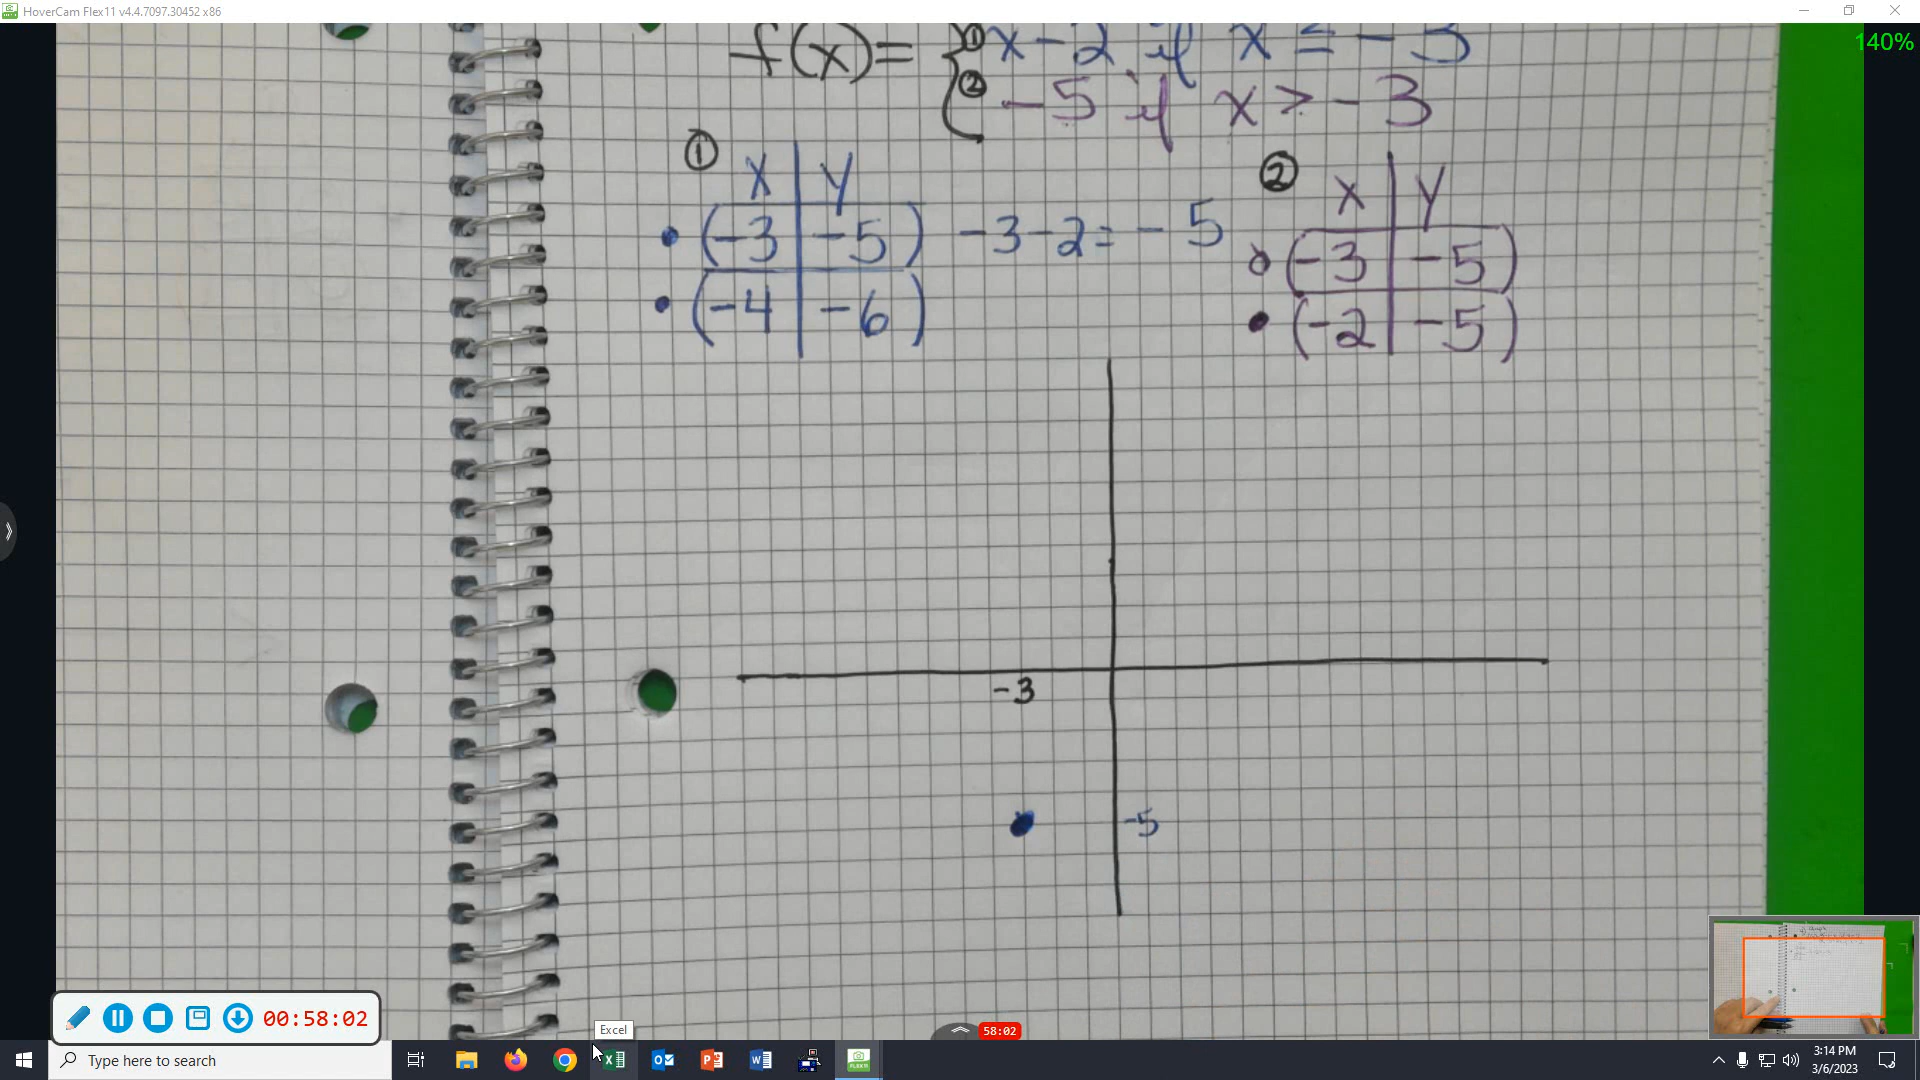 HoverCam Flex11 v4.4.7097.30452 x86
140%
f(x)= { ① x-2 if x ≤ -3
② -5 if x > -3
① x | y
• (-3 | -5) -3-2=-5
• (-4 | -6)
② x | y
○ (-3 | -5)
• (-2 | -5)
-3
-5
00:58:02
Excel
58:02
Type here to search
3:14 PM
3/6/2023